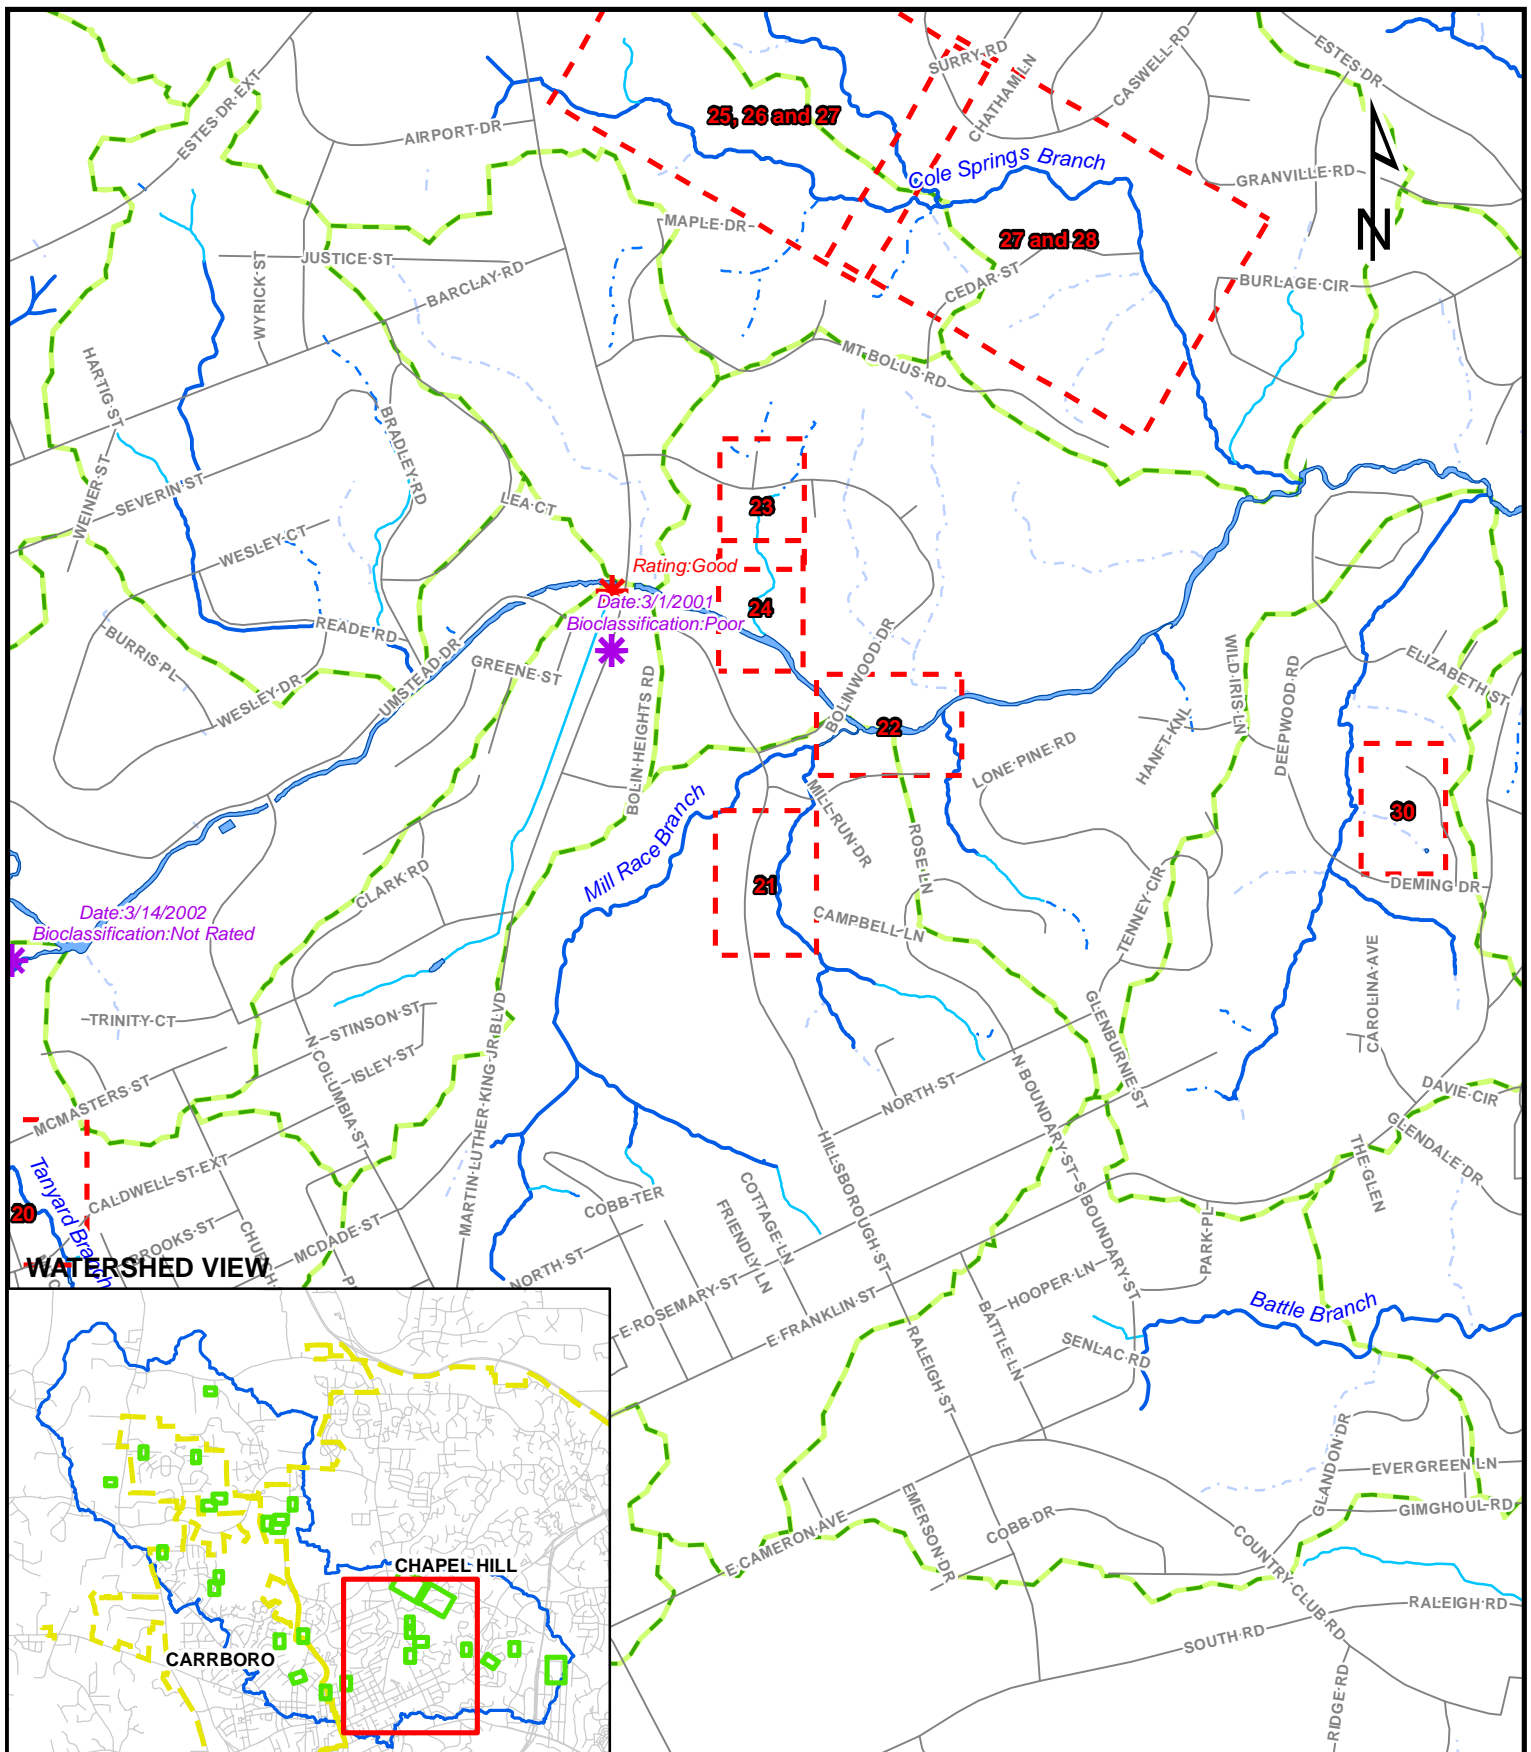 ESTES DR EXT
AIRPORT DR
SURRY RD
CHATHAM LN
CASWELL RD
ESTES DR
25, 26 and 27
Cole Springs Branch
GRANVILLE RD
N
MAPLE DR
27 and 28
JUSTICE ST
WYRICK ST
BARCLAY RD
CEDAR ST
BURLAGE CIR
HARTIG ST
MT BOLUS RD
BRADLEY RD
WEINER ST
SEVERIN ST
LEA CT
23
WESLEY CT
Rating:Good
Date:3/1/2001
Bioclassification:Poor
24
BURRIS PL
READE RD
UMSTEAD DR
GREENE ST
WESLEY DR
BOLIN HEIGHTS RD
BOLINWOOD DR
22
WILD IRIS LN
DEEPWOOD RD
ELIZABETH ST
HANFT KNL
LONE PINE RD
MILL RUN DR
Mill Race Branch
ROSE LN
30
CLARK RD
21
CAMPBELL LN
TENNEY CIR
DEMING DR
Date:3/14/2002
Bioclassification:Not Rated
CAROLINA AVE
TRINITY CT
STINSON ST
N COLUMBIA ST
ISLEY ST
MARTIN LUTHER KING JR BLVD
GLENBURNIE ST
NORTH ST
N BOUNDARY ST
DAVIE CIR
GLENDALE DR
THE GLEN
MCMASTERS ST
HILLSBOROUGH ST
CALDWELL ST EXT
Tanyard Branch
20
COBB TER
COTTAGE LN
FRIENDLY LN
S BOUNDARY ST
PARK PL
BROOKS ST
CHURCH
MCDADE ST
NORTH ST
E ROSEMARY ST
E FRANKLIN ST
HOOPER LN
BATTLE LN
SENLAC RD
Battle Branch
RALEIGH ST
WATERSHED VIEW
CHAPEL HILL
CARRBORO
GLANDON DR
EVERGREEN LN
GIMGHOUL RD
EMERSON DR
COBB DR
E CAMERON AVE
COUNTRY CLUB RD
RALEIGH RD
SOUTH RD
RIDGE RD